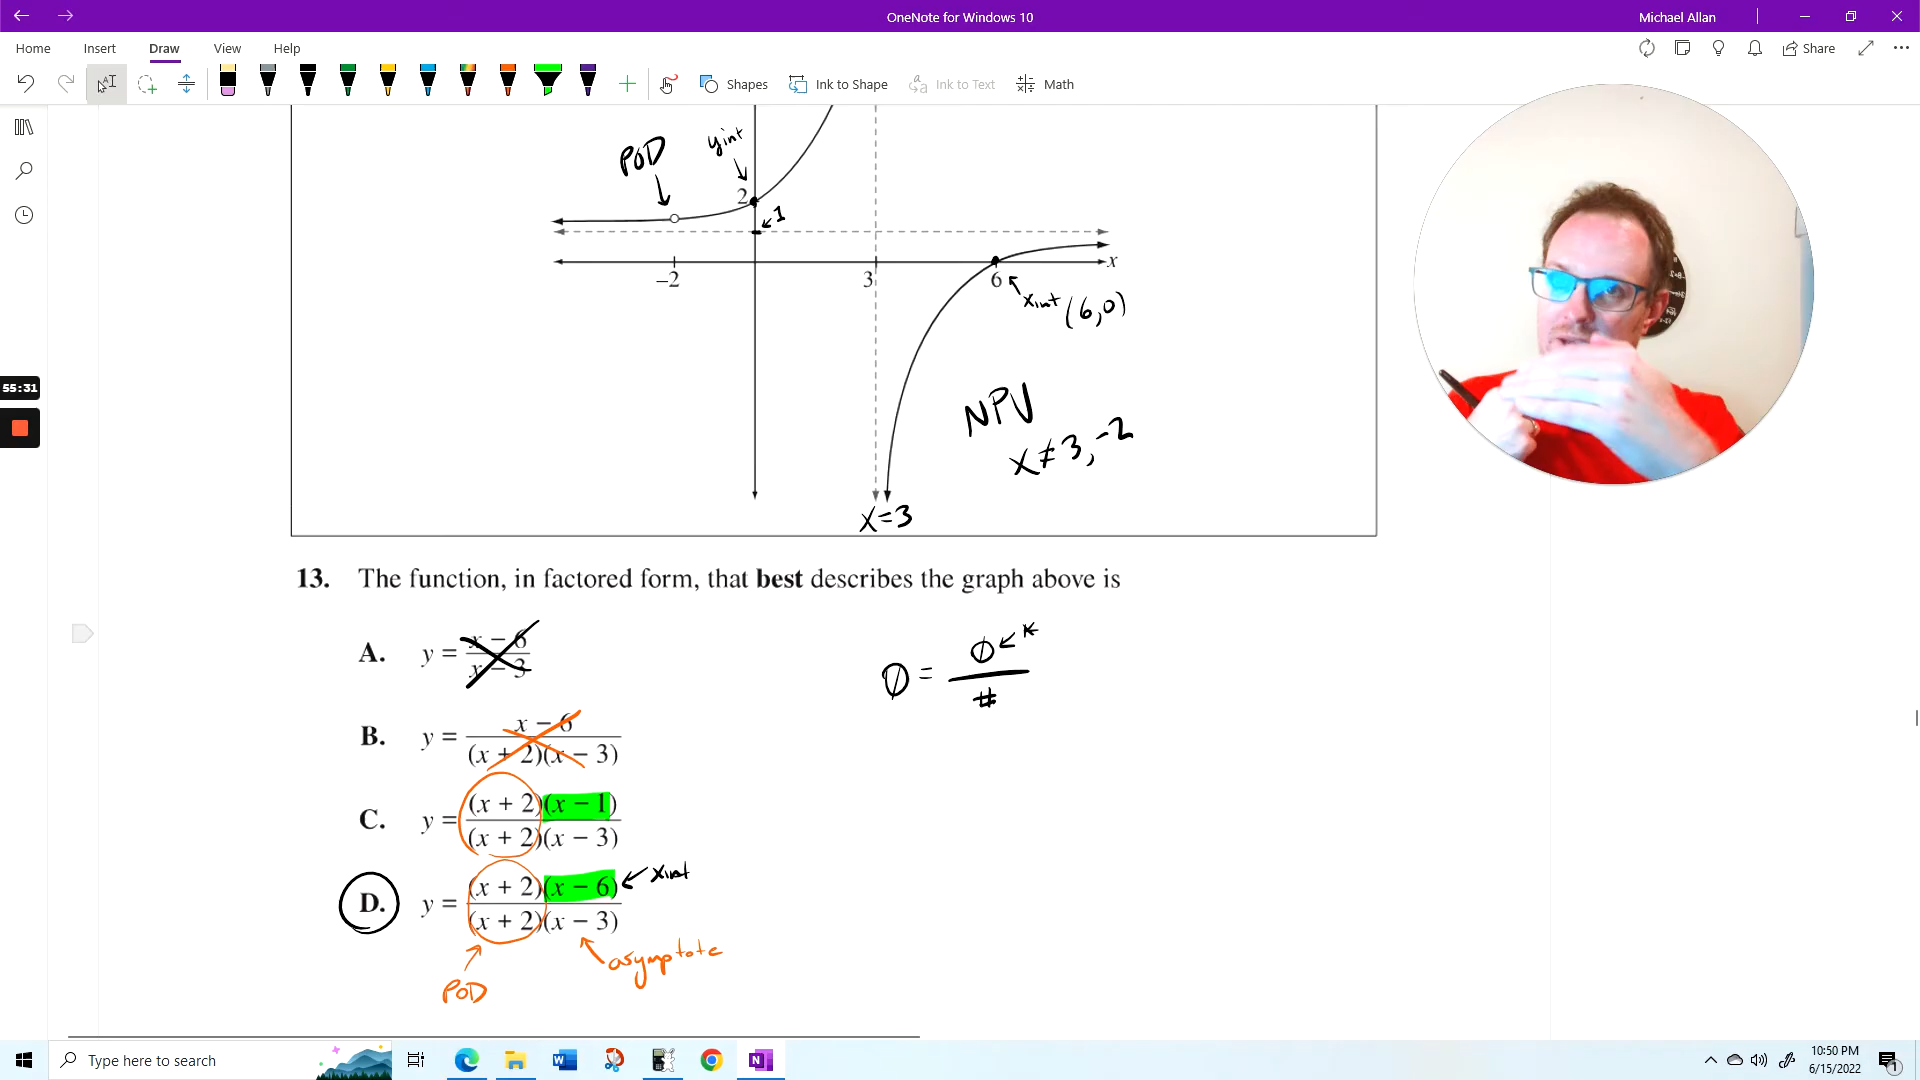 OneNote for Windows 10
Michael Allan
Home Insert Draw View Help
Share
Shapes Ink to Shape Ink to Text Math
POD
yint
2
1
-2
3
6
x
xint (6,0)
NPV
x ≠ 3, -2
x=3
55:31
13. The function, in factored form, that best describes the graph above is
A. y = (x - 6)/(x - 3)
0 = 0/# ← *
B. y = (x - 6)/((x + 2)(x - 3))
C. y = ((x + 2)(x - 1))/((x + 2)(x - 3))
D. y = ((x + 2)(x - 6))/((x + 2)(x - 3))
← xint
asymptote
POD
Type here to search
10:50 PM
6/15/2022